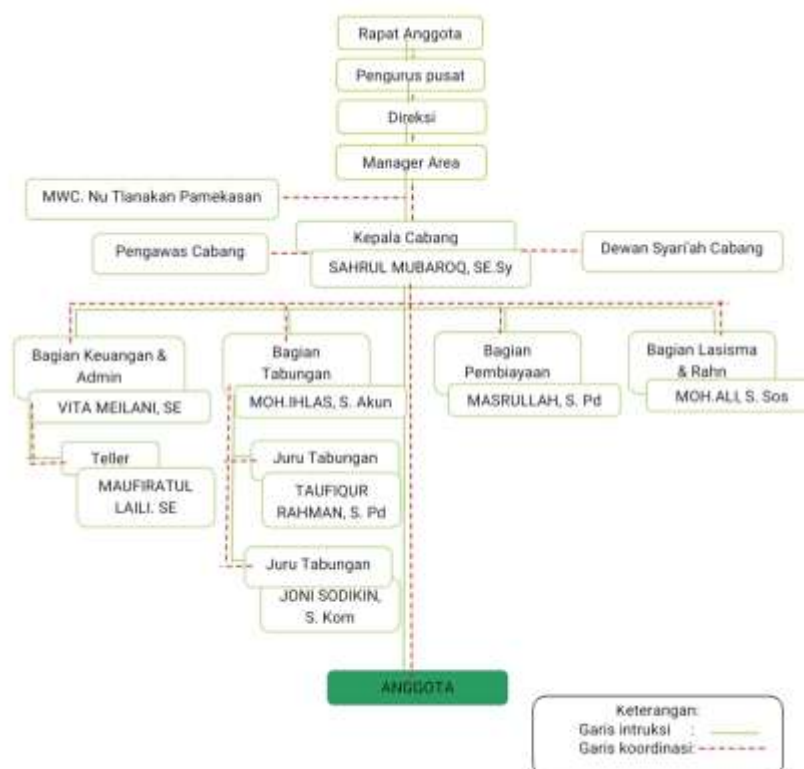 Rapat Anggota
Pengurus pusat
Direksi
Manager Area
MWC. Nu Tlanakan Pamekasan
Kepala Cabang
SAHRUL MUBAROQ, SE.Sy
Pengawas Cabang
Dewan Syari'ah Cabang
Bagian Keuangan &
Admin
VITA MEILANI, SE
Teller
MAUFIRATUL
LAILI. SE
Bagian
Tabungan
MOH.IHLAS, S. Akun
Juru Tabungan
TAUFIQUR
RAHMAN, S. Pd
Juru Tabungan
JONI SODIKIN,
S. Kom
Bagian
Pembiayaan
MASRULLAH, S. Pd
Bagian Lasisma
& Rahn
MOH.ALI, S. Sos
ANGGOTA
Keterangan:
Garis intruksi :
Garis koordinasi: